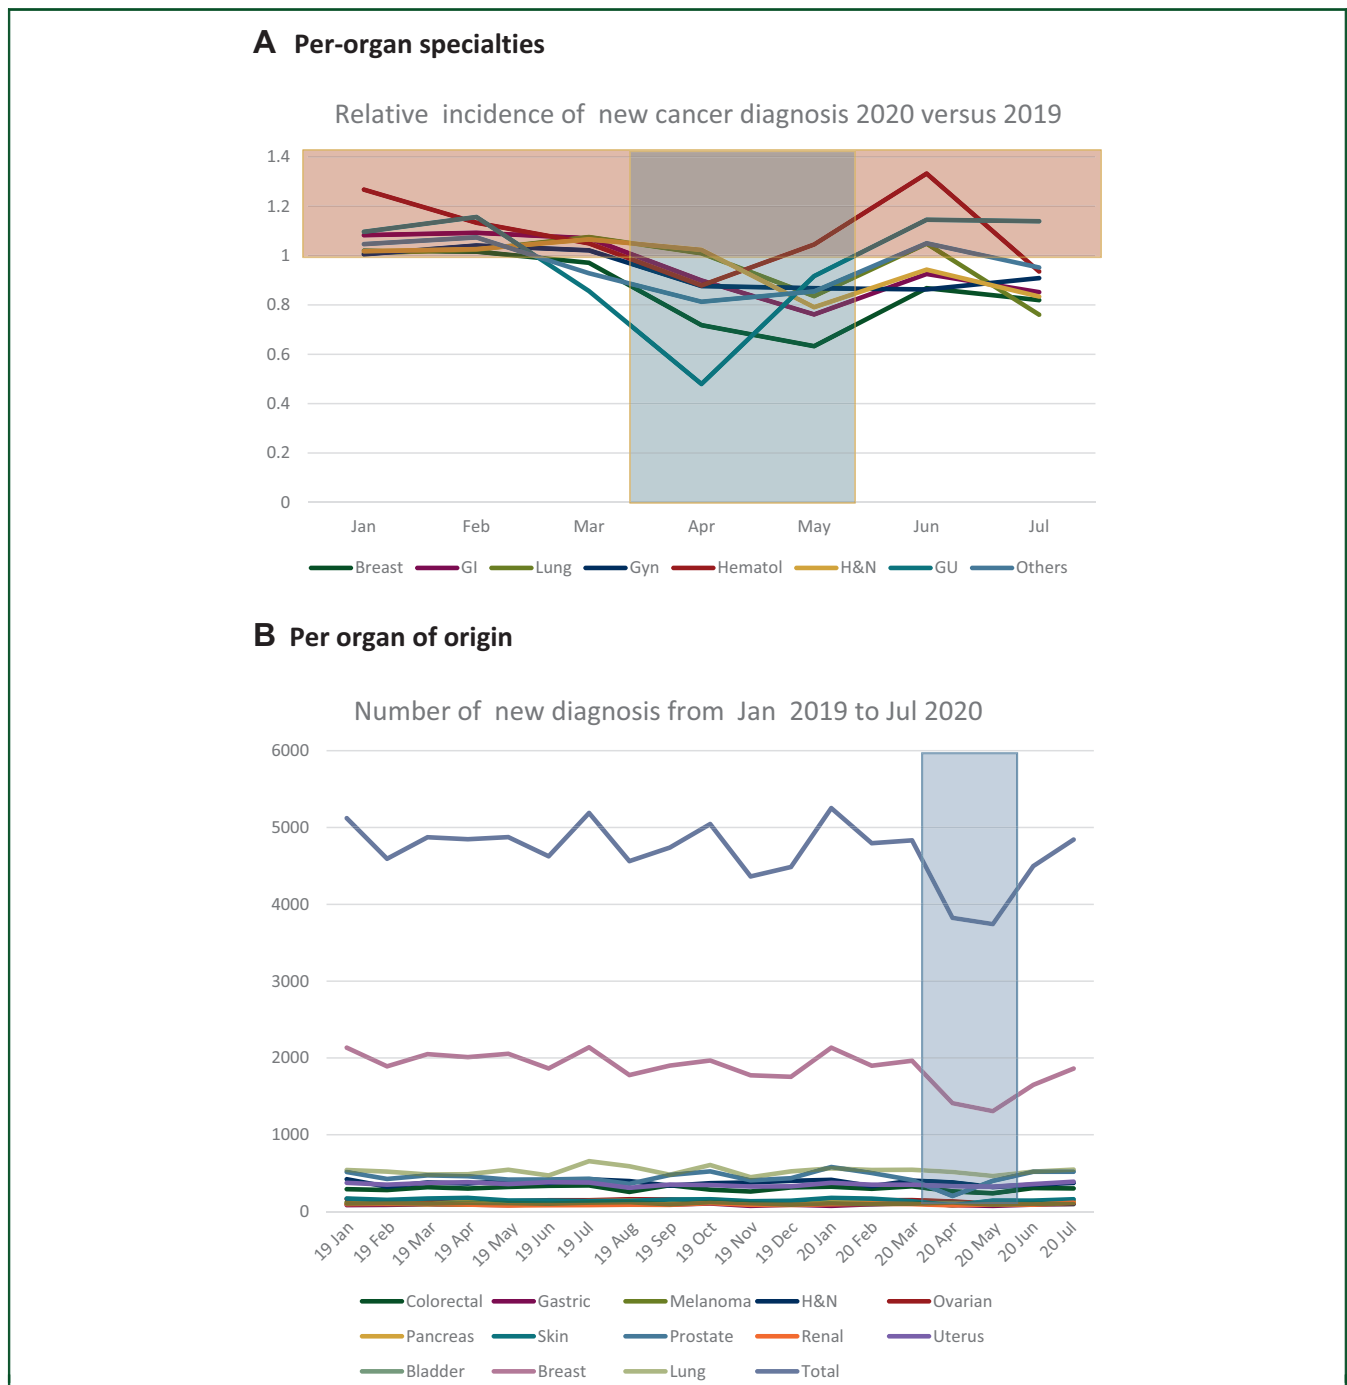 A Per-organ specialties
Relative incidence of new cancer diagnosis 2020 versus 2019
1.4
1.2
1
0.8
0.6
0.4
0.2
0
Jan Feb Mar Apr May Jun Jul
Breast GI Lung Gyn Hematol H&N GU Others
B Per organ of origin
Number of new diagnosis from Jan 2019 to Jul 2020
6000
5000
4000
3000
2000
1000
0
19 Jan 19 Feb 19 Mar 19 Apr 19 May 19 Jun 19 Jul 19 Aug 19 Sep 19 Oct 19 Nov 19 Dec 20 Jan 20 Feb 20 Mar 20 Apr 20 May 20 Jun 20 Jul
Colorectal Gastric Melanoma H&N Ovarian
Pancreas Skin Prostate Renal Uterus
Bladder Breast Lung Total